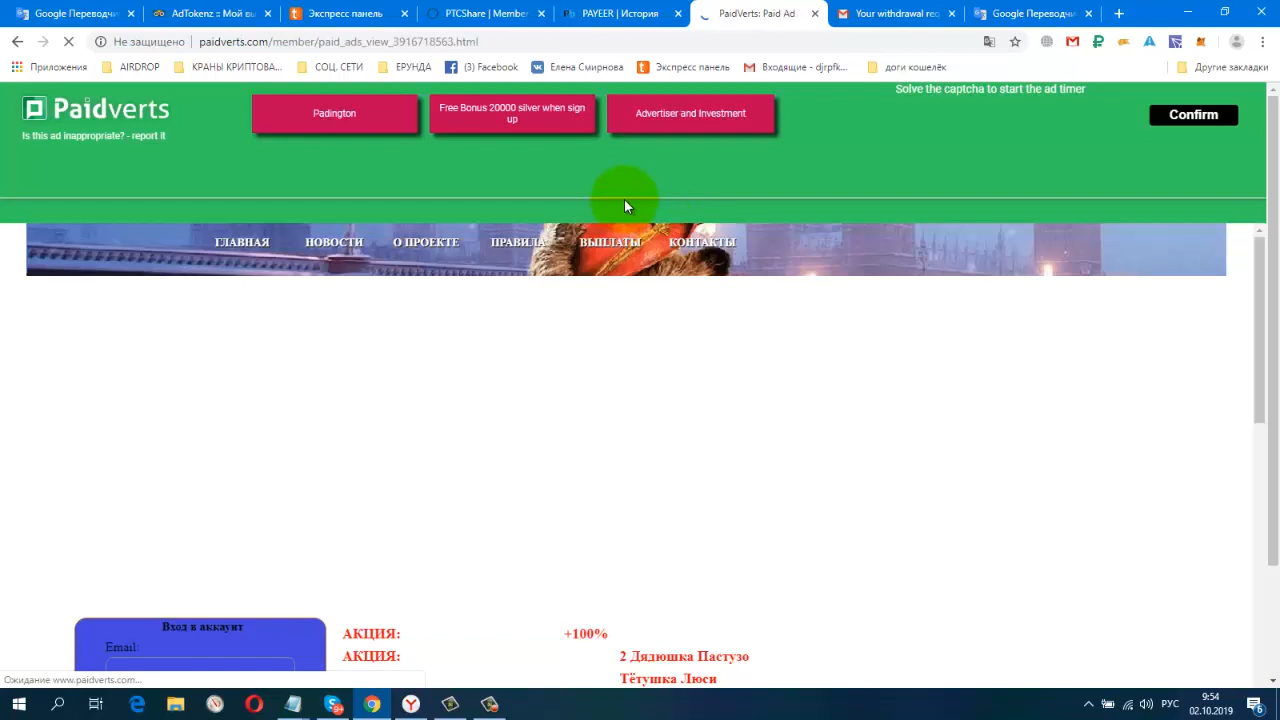 Google Переводч
AdTokenz :: Мой вы
Экспресс панель
PTCShare | Member
PAYEER | История
PaidVerts: Paid Ad
Your withdrawal req
Google Переводчи
Не защищено | paidverts.com/member/paid_ads_view_3916718563.html
Приложения
AIRDROP
КРАНЫ КРИПТОВА...
СОЦ. СЕТИ
ЕРУНДА
(3) Facebook
Елена Смирнова
Экспресс панель
Входящие - djrpfk...
доги кошелёк
Другие закладки
Paidverts
Is this ad inappropriate? - report it
Padington
Free Bonus 20000 silver when sign
up
Advertiser and Investment
Solve the captcha to start the ad timer
Confirm
ГЛАВНАЯ
НОВОСТИ
О ПРОЕКТЕ
ПРАВИЛА
ВЫПЛАТЫ
КОНТАКТЫ
Вход в аккаунт
Email:
АКЦИЯ:
+100%
АКЦИЯ:
2 Дядюшка Пастузо
Тётушка Люси
Ожидание www.paidverts.com...
РУС
9:54
02.10.2019